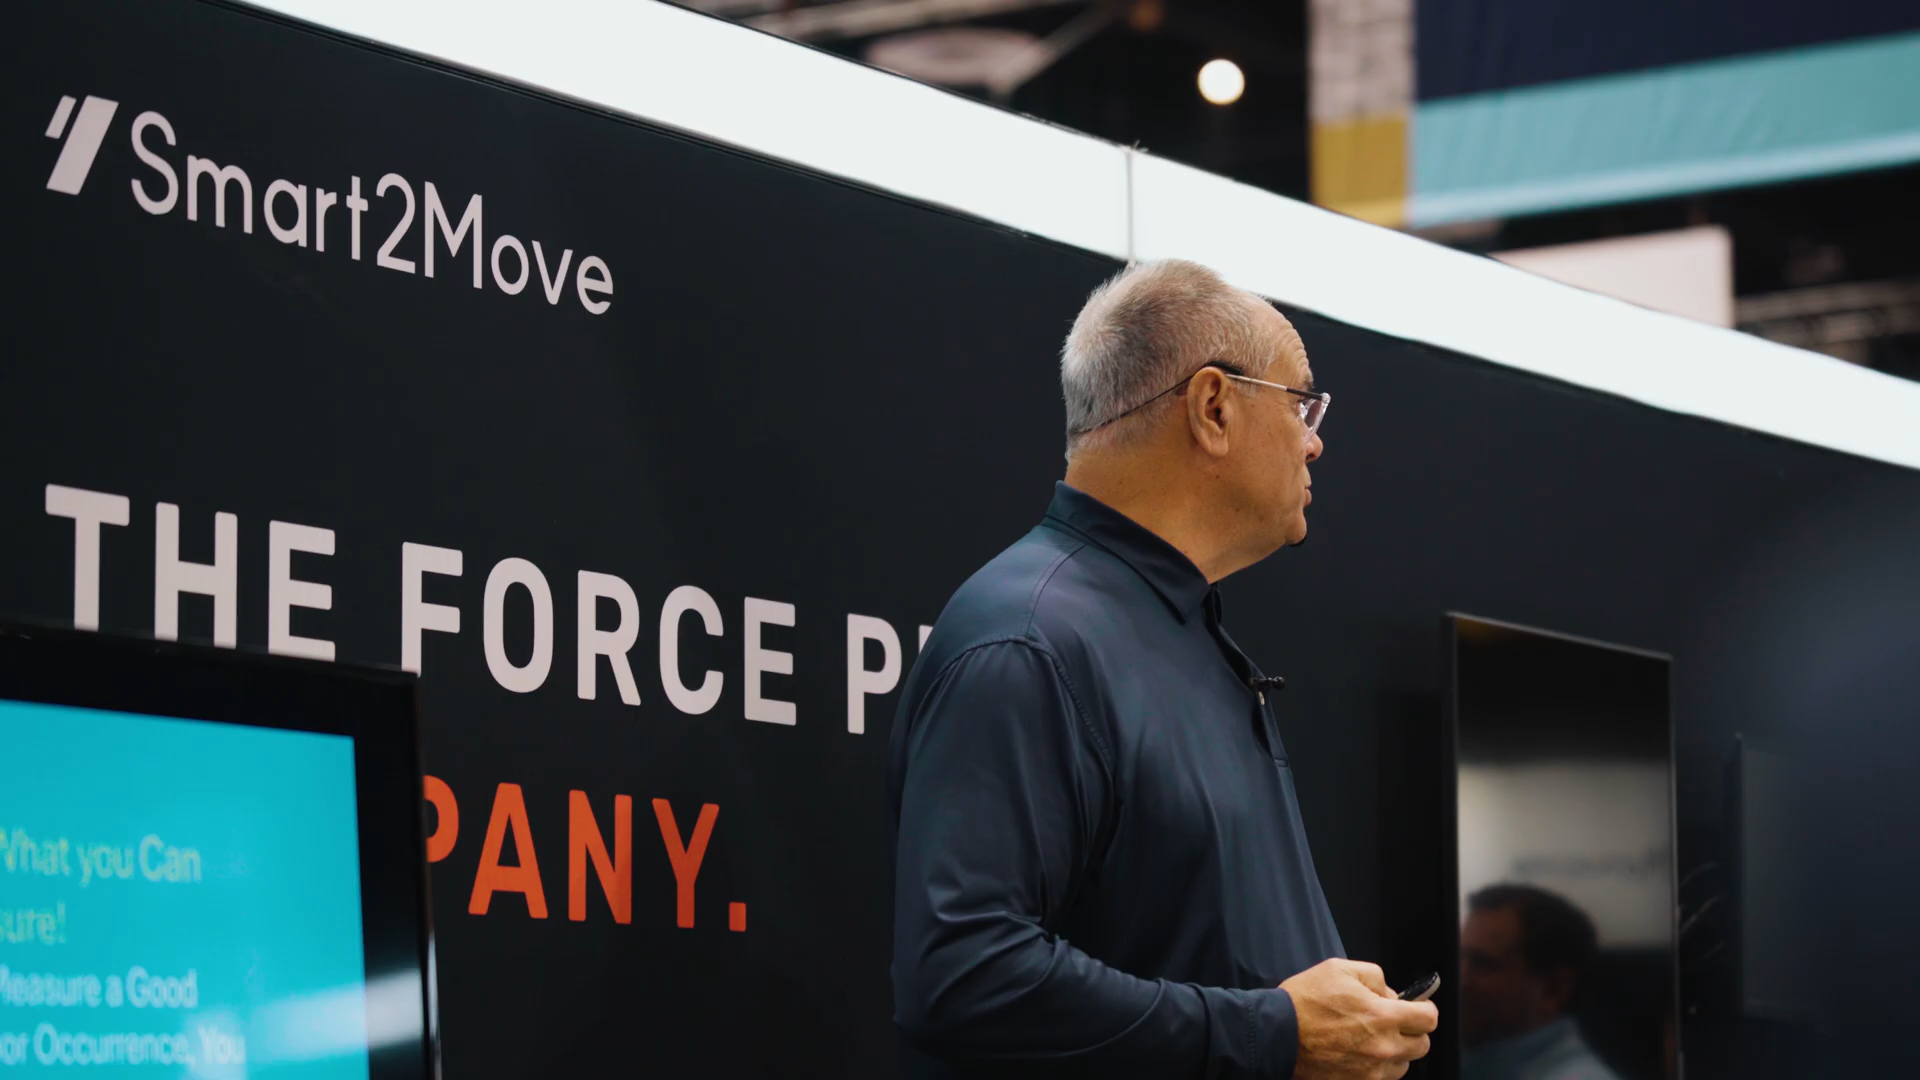 Smart2Move
THE FORCE P
PANY.
What you Can
sure!
Measure a Good
or Occurrence, You